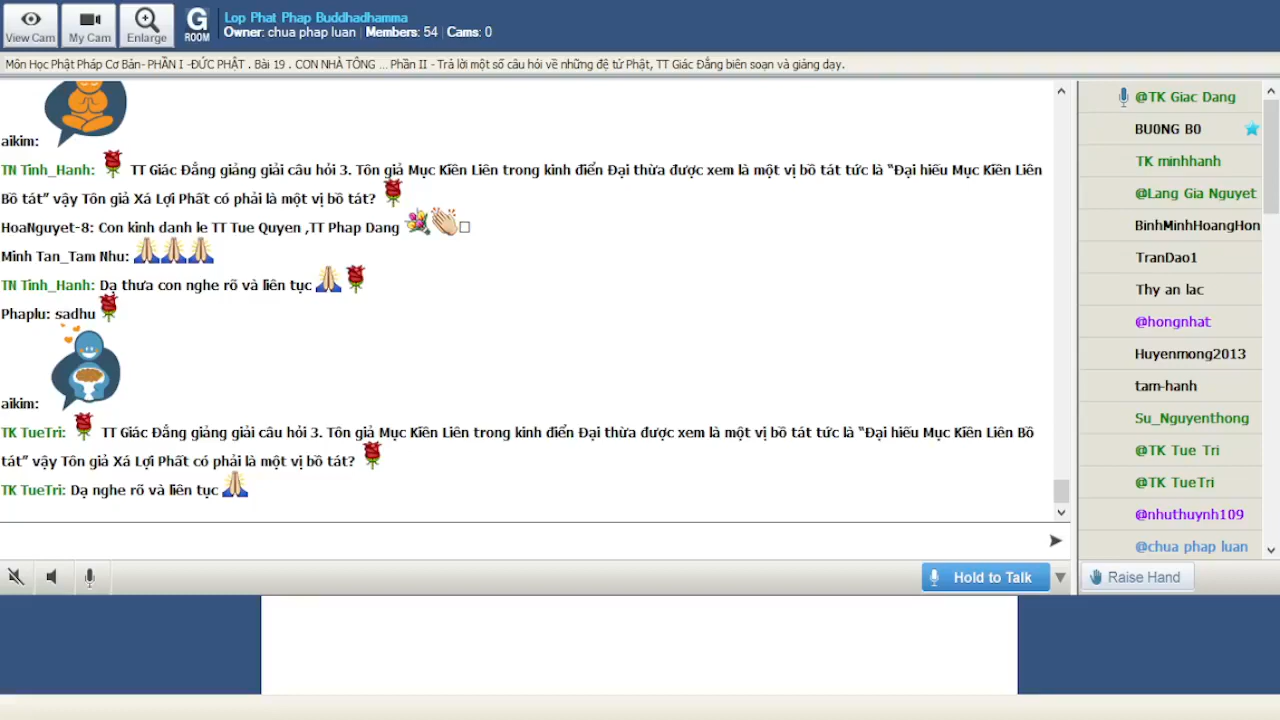 View Cam
My Cam
Enlarge
G
ROOM
Lop Phat Phap Buddhadhamma
Owner: chua phap luan | Members: 54 | Cams: 0
Môn Học Phật Pháp Cơ Bản- PHẦN I -ĐỨC PHẬT . Bài 19 . CON NHÀ TÔNG ... Phần II - Trả lời một số câu hỏi về những đệ tử Phật, TT Giác Đẳng biên soạn và giảng dạy.
aikim:
TN Tinh_Hanh: TT Giác Đẳng giảng giải câu hỏi 3. Tôn giả Mục Kiền Liên trong kinh điển Đại thừa được xem là một vị bồ tát tức là “Đại hiếu Mục Kiền Liên
Bồ tát” vậy Tôn giả Xá Lợi Phất có phải là một vị bồ tát?
HoaNguyet-8: Con kinh danh le TT Tue Quyen ,TT Phap Dang
Minh Tan_Tam Nhu:
TN Tinh_Hanh: Dạ thưa con nghe rõ và liên tục
Phaplu: sadhu
aikim:
TK TueTri: TT Giác Đẳng giảng giải câu hỏi 3. Tôn giả Mục Kiền Liên trong kinh điển Đại thừa được xem là một vị bồ tát tức là “Đại hiếu Mục Kiền Liên Bồ
tát” vậy Tôn giả Xá Lợi Phất có phải là một vị bồ tát?
TK TueTri: Dạ nghe rõ và liên tục
@TK Giac Dang
BU0NG B0
TK minhhanh
@Lang Gia Nguyet
BinhMinhHoangHon
TranDao1
Thy an lac
@hongnhat
Huyenmong2013
tam-hanh
Su_Nguyenthong
@TK Tue Tri
@TK TueTri
@nhuthuynh109
@chua phap luan
Hold to Talk
Raise Hand